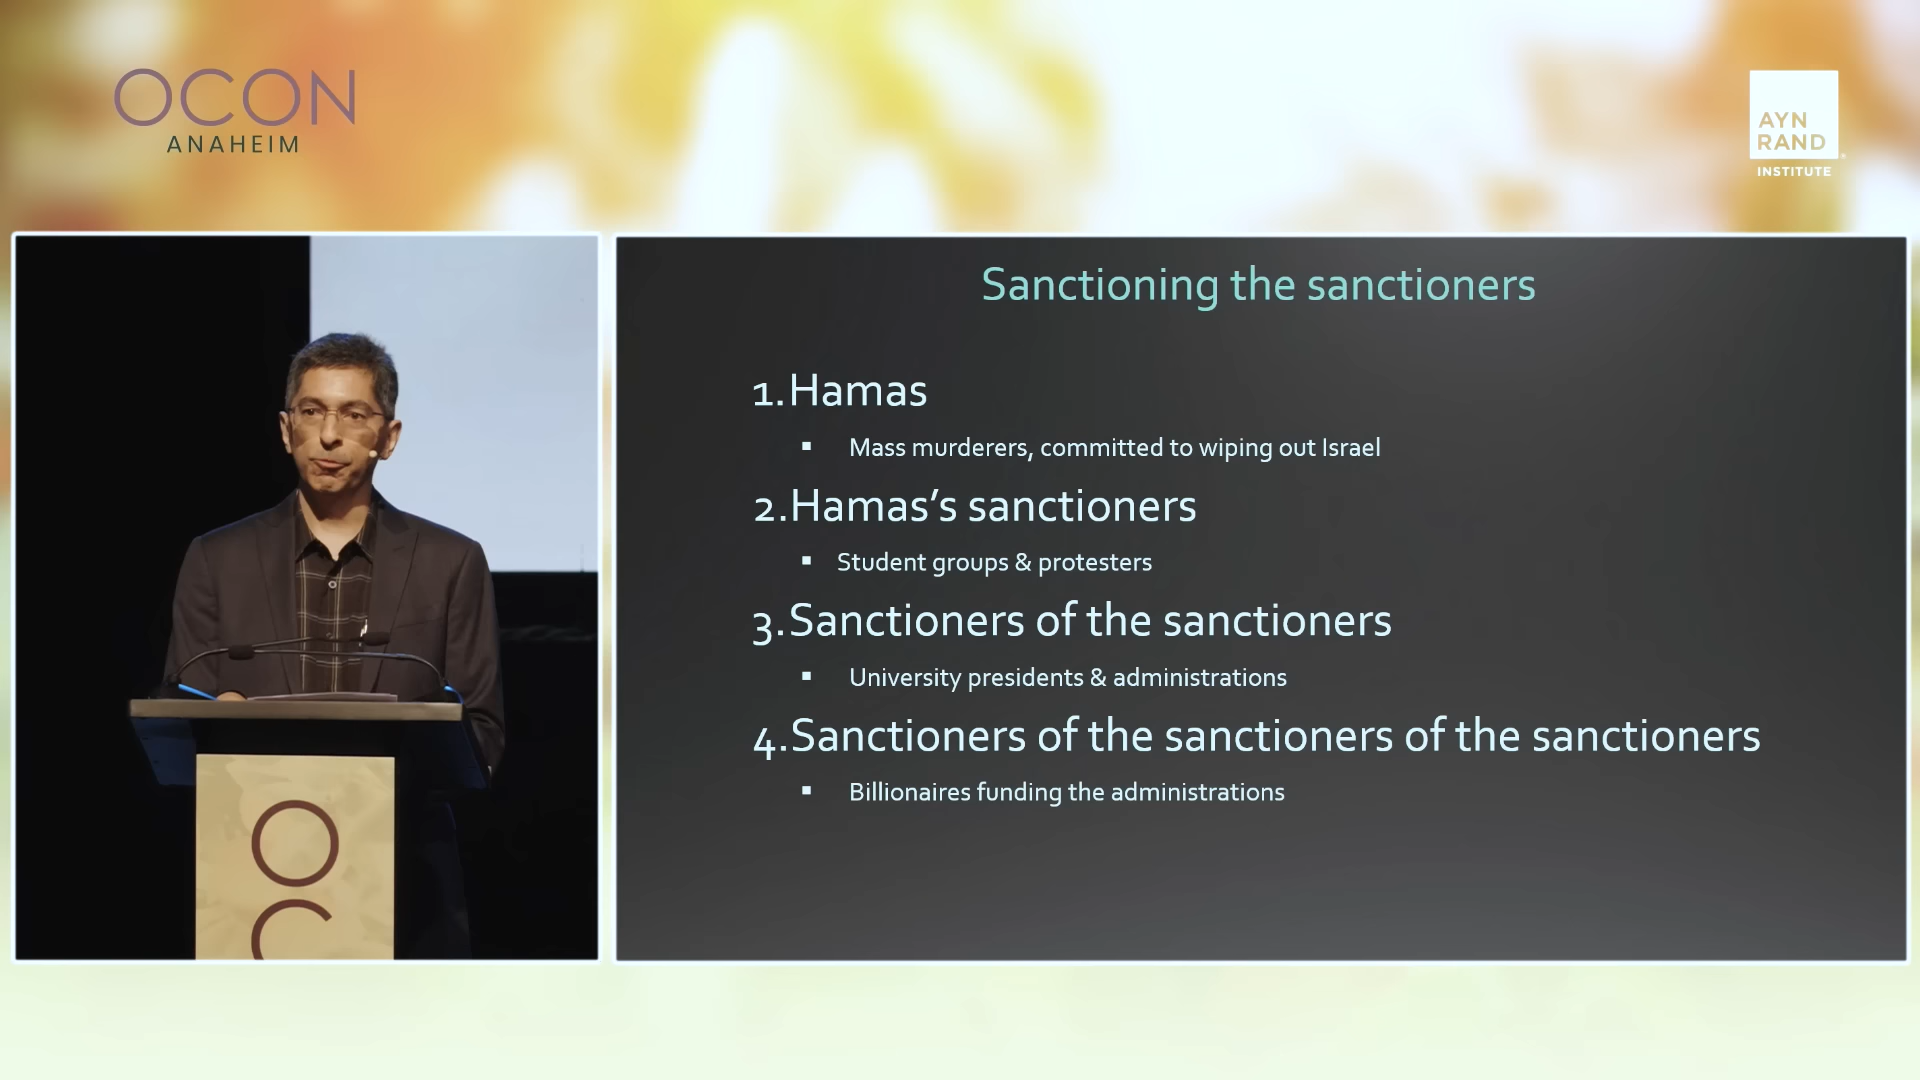 OCON
ANAHEIM
AYN
RAND
INSTITUTE
Sanctioning the sanctioners
1. Hamas
▪ Mass murderers, committed to wiping out Israel
2. Hamas’s sanctioners
▪ Student groups & protesters
3. Sanctioners of the sanctioners
▪ University presidents & administrations
4. Sanctioners of the sanctioners of the sanctioners
▪ Billionaires funding the administrations
O
C